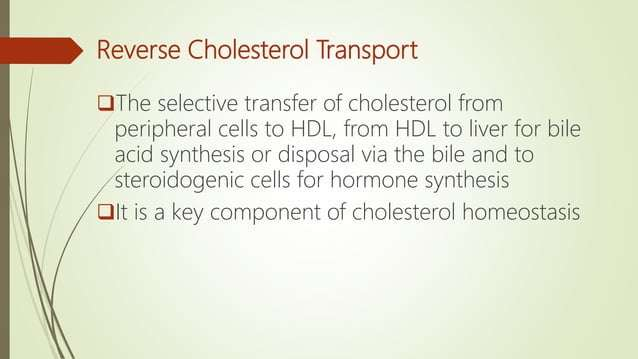 Reverse Cholesterol Transport
❑The selective transfer of cholesterol from
peripheral cells to HDL, from HDL to liver for bile
acid synthesis or disposal via the bile and to
steroidogenic cells for hormone synthesis
❑It is a key component of cholesterol homeostasis